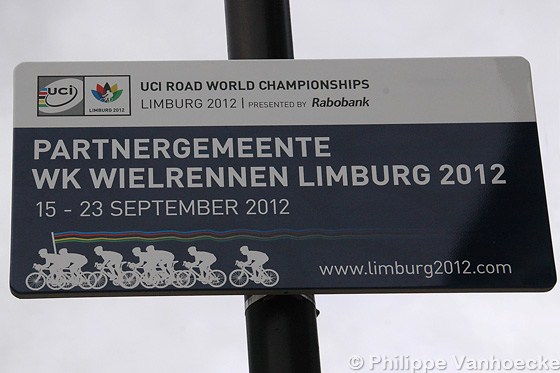 uci
LIMBURG 2012
UCI ROAD WORLD CHAMPIONSHIPS
LIMBURG 2012 | PRESENTED BY Rabobank
PARTNERGEMEENTE
WK WIELRENNEN LIMBURG 2012
15 - 23 SEPTEMBER 2012
www.limburg2012.com
© Philippe Vanhoecke